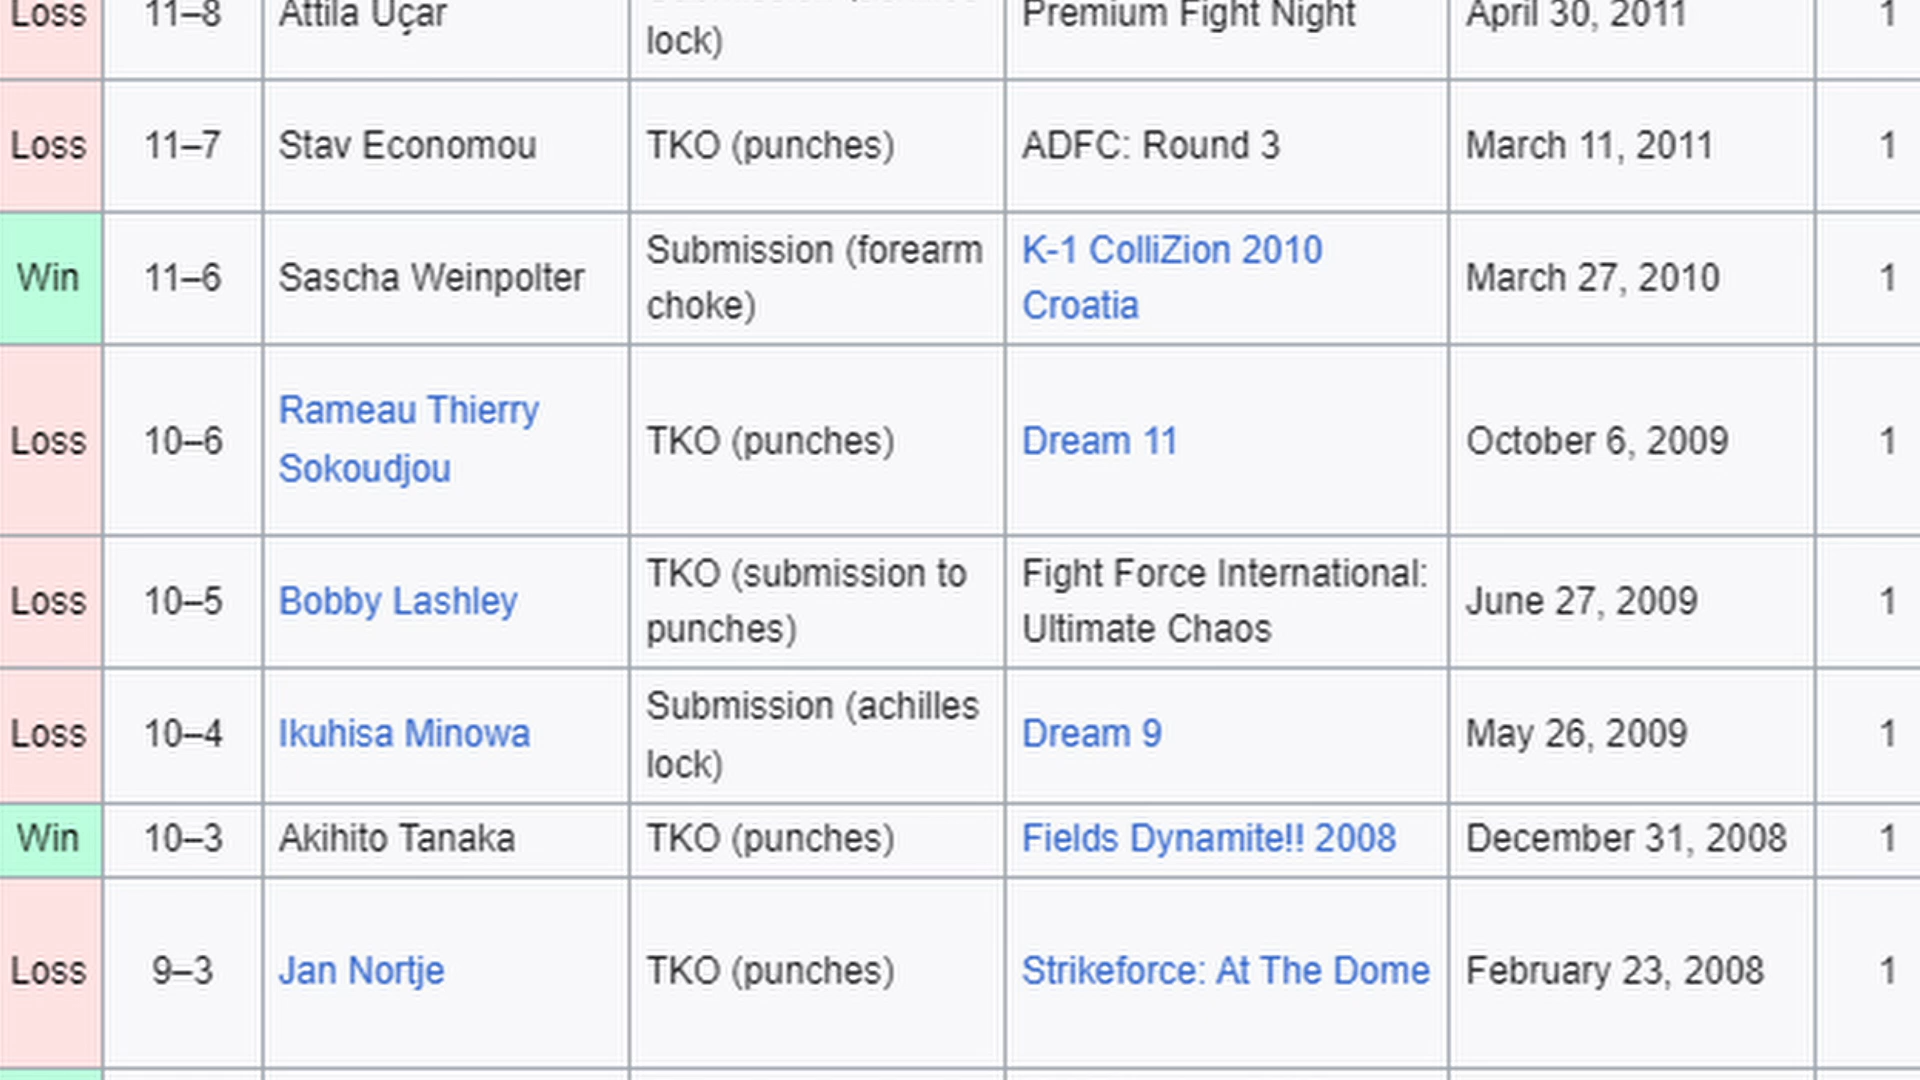 Loss 11–8 Attila Uçar Premium Fight Night April 30, 2011 1
lock)
Loss 11–7 Stav Economou TKO (punches) ADFC: Round 3 March 11, 2011 1
Win 11–6 Sascha Weinpolter Submission (forearm K-1 ColliZion 2010 March 27, 2010 1
choke) Croatia
Loss 10–6 Rameau Thierry TKO (punches) Dream 11 October 6, 2009 1
Sokoudjou
Loss 10–5 Bobby Lashley TKO (submission to Fight Force International: June 27, 2009 1
punches) Ultimate Chaos
Loss 10–4 Ikuhisa Minowa Submission (achilles Dream 9 May 26, 2009 1
lock)
Win 10–3 Akihito Tanaka TKO (punches) Fields Dynamite!! 2008 December 31, 2008 1
Loss 9–3 Jan Nortje TKO (punches) Strikeforce: At The Dome February 23, 2008 1